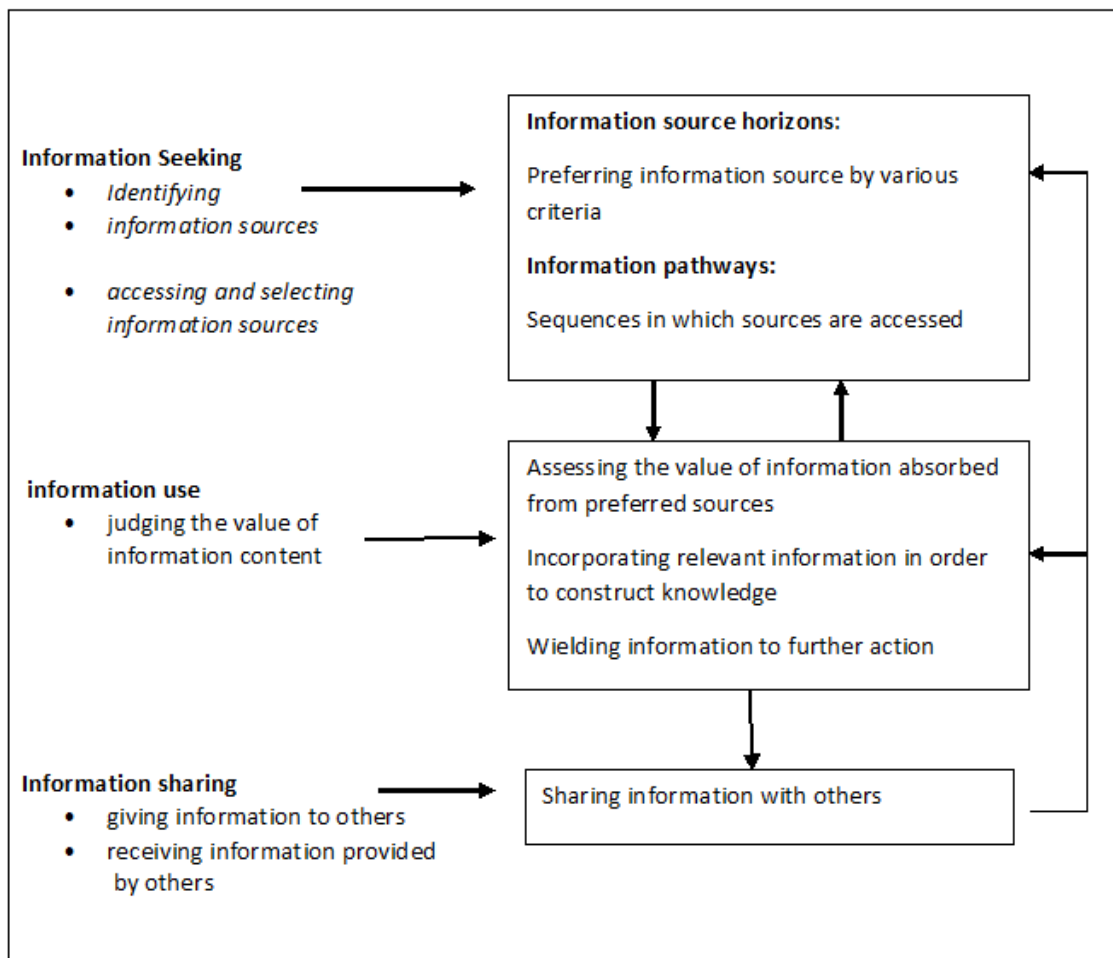 Information Seeking
• Identifying
• information sources
• accessing and selecting
information sources
Information source horizons:
Preferring information source by various
criteria
Information pathways:
Sequences in which sources are accessed
information use
• judging the value of
information content
Assessing the value of information absorbed
from preferred sources
Incorporating relevant information in order
to construct knowledge
Wielding information to further action
Information sharing
• giving information to others
• receiving information provided
by others
Sharing information with others